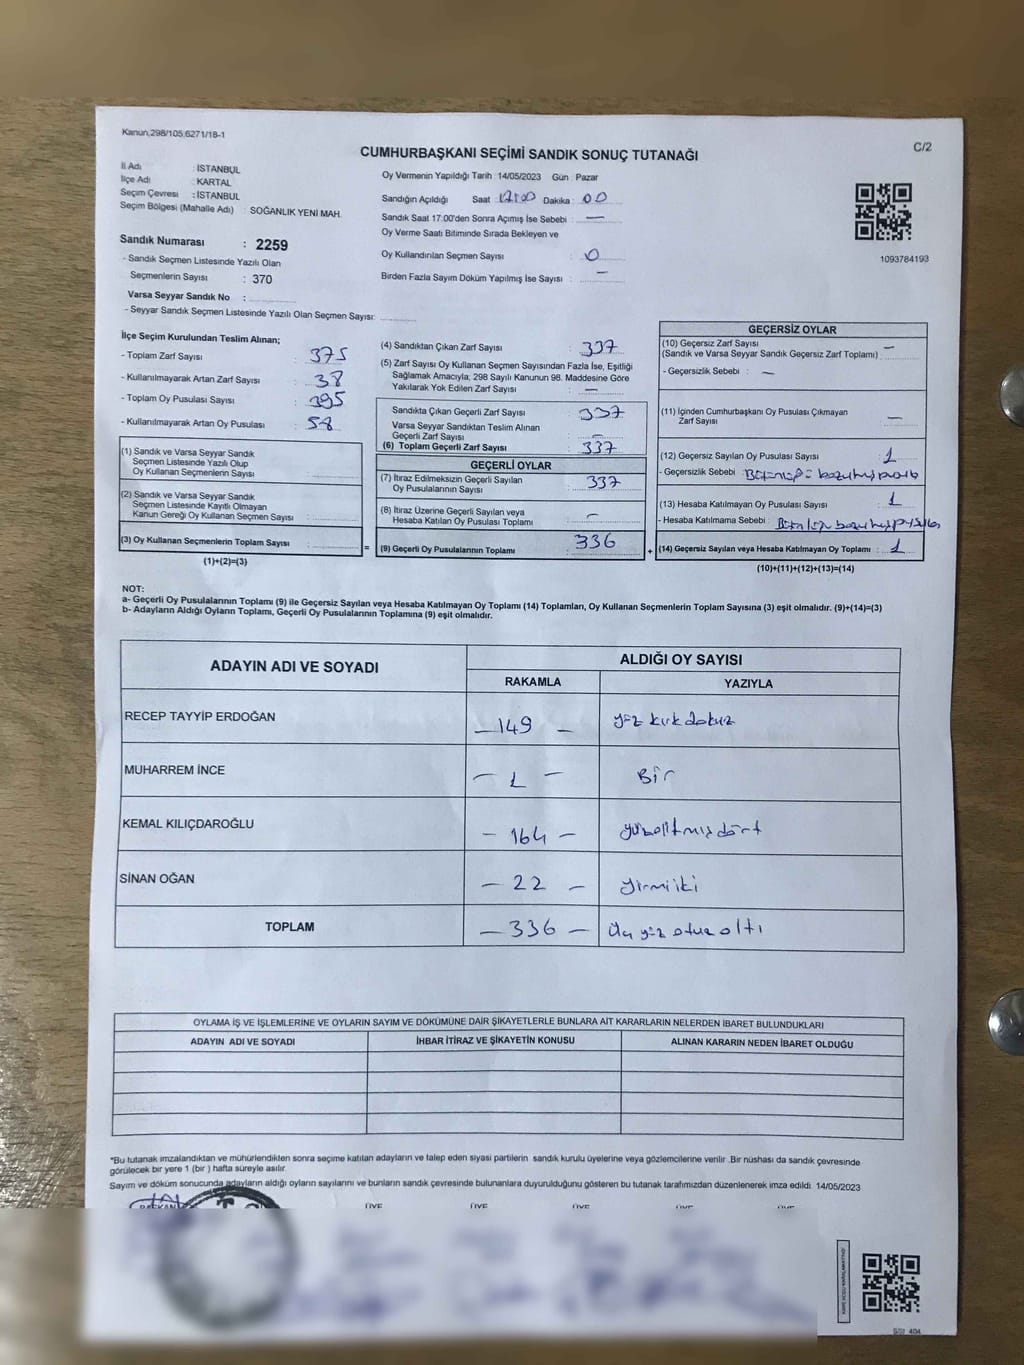 Kanun;298/105,6271/18-1
C/2
CUMHURBAŞKANI SEÇİMİ SANDIK SONUÇ TUTANAĞI
İl Adı : İSTANBUL
İlçe Adı : KARTAL
Seçim Çevresi : İSTANBUL
Seçim Bölgesi (Mahalle Adı) : SOĞANLIK YENİ MAH.
Sandık Numarası : 2259
- Sandık Seçmen Listesinde Yazılı Olan
Seçmenlerin Sayısı : 370
Varsa Seyyar Sandık No :
- Seyyar Sandık Seçmen Listesinde Yazılı Olan Seçmen Sayısı:
Oy Vermenin Yapıldığı Tarih : 14/05/2023 Gün : Pazar
Sandığın Açıldığı Saat : 17:00 Dakika : 00
Sandık Saat 17:00'den Sonra Açımış İse Sebebi : —
Oy Verme Saati Bitiminde Sırada Bekleyen ve
Oy Kullandırılan Seçmen Sayısı : 0
Birden Fazla Sayım Döküm Yapılmış İse Sayısı : —
1093784193
İlçe Seçim Kurulundan Teslim Alınan;
- Toplam Zarf Sayısı : 375
- Kullanılmayarak Artan Zarf Sayısı : 38
- Toplam Oy Pusulası Sayısı : 395
- Kullanılmayarak Artan Oy Pusulası : 58
(1) Sandık ve Varsa Seyyar Sandık
Seçmen Listesinde Yazılı Olup
Oy Kullanan Seçmenlerin Sayısı :
(2) Sandık ve Varsa Seyyar Sandık
Seçmen Listesinde Kayıtlı Olmayan
Kanun Gereği Oy Kullanan Seçmen Sayısı :
(3) Oy Kullanan Seçmenlerin Toplam Sayısı :
(1)+(2)=(3)
=
(4) Sandıktan Çıkan Zarf Sayısı : 337
(5) Zarf Sayısı Oy Kullanan Seçmen Sayısından Fazla İse, Eşitliği
Sağlamak Amacıyla, 298 Sayılı Kanunun 98. Maddesine Göre
Yakılarak Yok Edilen Zarf Sayısı : —
Sandıkta Çıkan Geçerli Zarf Sayısı : 337
Varsa Seyyar Sandıktan Teslim Alınan
Geçerli Zarf Sayısı : —
(6) Toplam Geçerli Zarf Sayısı : 337
GEÇERLİ OYLAR
(7) İtiraz Edilmeksizin Geçerli Sayılan
Oy Pusulalarının Sayısı : 337
(8) İtiraz Üzerine Geçerli Sayılan veya
Hesaba Katılan Oy Pusulası Toplamı : —
(9) Geçerli Oy Pusulalarının Toplamı : 336
+
GEÇERSİZ OYLAR
(10) Geçersiz Zarf Sayısı —
(Sandık ve Varsa Seyyar Sandık Geçersiz Zarf Toplamı) :
- Geçersizlik Sebebi : —
(11) İçinden Cumhurbaşkanı Oy Pusulası Çıkmayan
Zarf Sayısı : —
(12) Geçersiz Sayılan Oy Pusulası Sayısı : 1
- Geçersizlik Sebebi
(13) Hesaba Katılmayan Oy Pusulası Sayısı : 1
- Hesaba Katılmama Sebebi :
(14) Geçersiz Sayılan veya Hesaba Katılmayan Oy Toplamı : 1
(10)+(11)+(12)+(13)=(14)
NOT:
a- Geçerli Oy Pusulalarının Toplamı (9) ile Geçersiz Sayılan veya Hesaba Katılmayan Oy Toplamı (14) Toplamları, Oy Kullanan Seçmenlerin Toplam Sayısına (3) eşit olmalıdır. (9)+(14)=(3)
b- Adayların Aldığı Oyların Toplamı, Geçerli Oy Pusulalarının Toplamına (9) eşit olmalıdır.
ADAYIN ADI VE SOYADI ALDIĞI OY SAYISI
RAKAMLA YAZIYLA
RECEP TAYYİP ERDOĞAN — 149 — yüz kırk dokuz
MUHARREM İNCE — 1 — Bir
KEMAL KILIÇDAROĞLU — 164 — yüzaltmışdört
SİNAN OĞAN — 22 — yirmiiki
TOPLAM — 336 — Üç yüz otuz altı
OYLAMA İŞ VE İŞLEMLERİNE VE OYLARIN SAYIM VE DÖKÜMÜNE DAİR ŞİKAYETLERLE BUNLARA AİT KARARLARIN NELERDEN İBARET BULUNDUKLARI
ADAYIN ADI VE SOYADI İHBAR İTİRAZ VE ŞİKAYETİN KONUSU ALINAN KARARIN NEDEN İBARET OLDUĞU
*Bu tutanak imzalandıktan ve mühürlendikten sonra seçime katılan adayların ve talep eden siyasi partilerin sandık kurulu üyelerine veya gözlemcilerine verilir .Bir nüshası da sandık çevresinde
görülecek bir yere 1 (bir ) hafta süreyle asılır.
Sayım ve döküm sonucunda adayların aldığı oyların sayılarını ve bunların sandık çevresinde bulunanlara duyurulduğunu gösteren bu tutanak tarafımızdan düzenlenerek imza edildi. 14/05/2023
BAŞKAN ÜYE ÜYE ÜYE ÜYE ÜYE